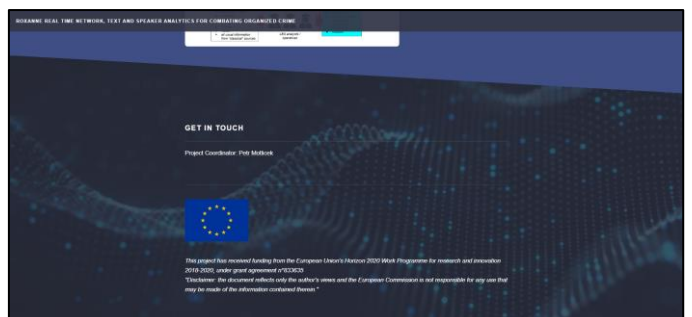 ROXANNE REAL TIME NETWORK, TEXT AND SPEAKER ANALYTICS FOR COMBATING ORGANIZED CRIME
GET IN TOUCH
Project Coordinator: Petr Motlicek
This project has received funding from the European Union's Horizon 2020 Work Programme for research and innovation
2018-2020, under grant agreement n°833635
"Disclaimer: the document reflects only the author's views and the European Commission is not responsible for any use that
may be made of the information contained therein."